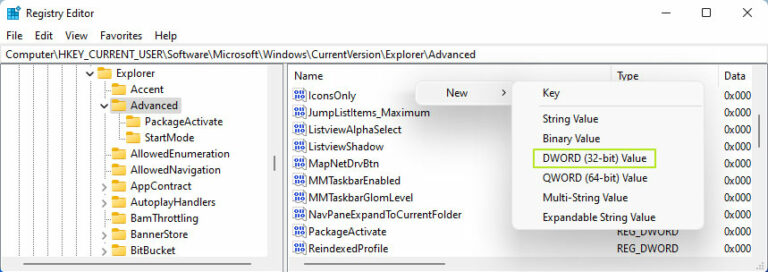 Registry Editor
File Edit View Favorites Help
Computer\HKEY_CURRENT_USER\Software\Microsoft\Windows\CurrentVersion\Explorer\Advanced
Explorer
Accent
Advanced
PackageActivate
StartMode
AllowedEnumeration
AllowedNavigation
AppContract
AutoplayHandlers
BamThrottling
BannerStore
BitBucket
Name Type Data
IconsOnly 0x000
JumpListItems_Maximum 0x000
ListviewAlphaSelect 0x000
ListviewShadow 0x000
MapNetDrvBtn 0x000
MMTaskbarEnabled 0x000
MMTaskbarGlomLevel 0x000
NavPaneExpandToCurrentFolder 0x000
PackageActivate REG_DWORD 0x000
ReindexedProfile REG_DWORD 0x000
New
Key
String Value
Binary Value
DWORD (32-bit) Value
QWORD (64-bit) Value
Multi-String Value
Expandable String Value